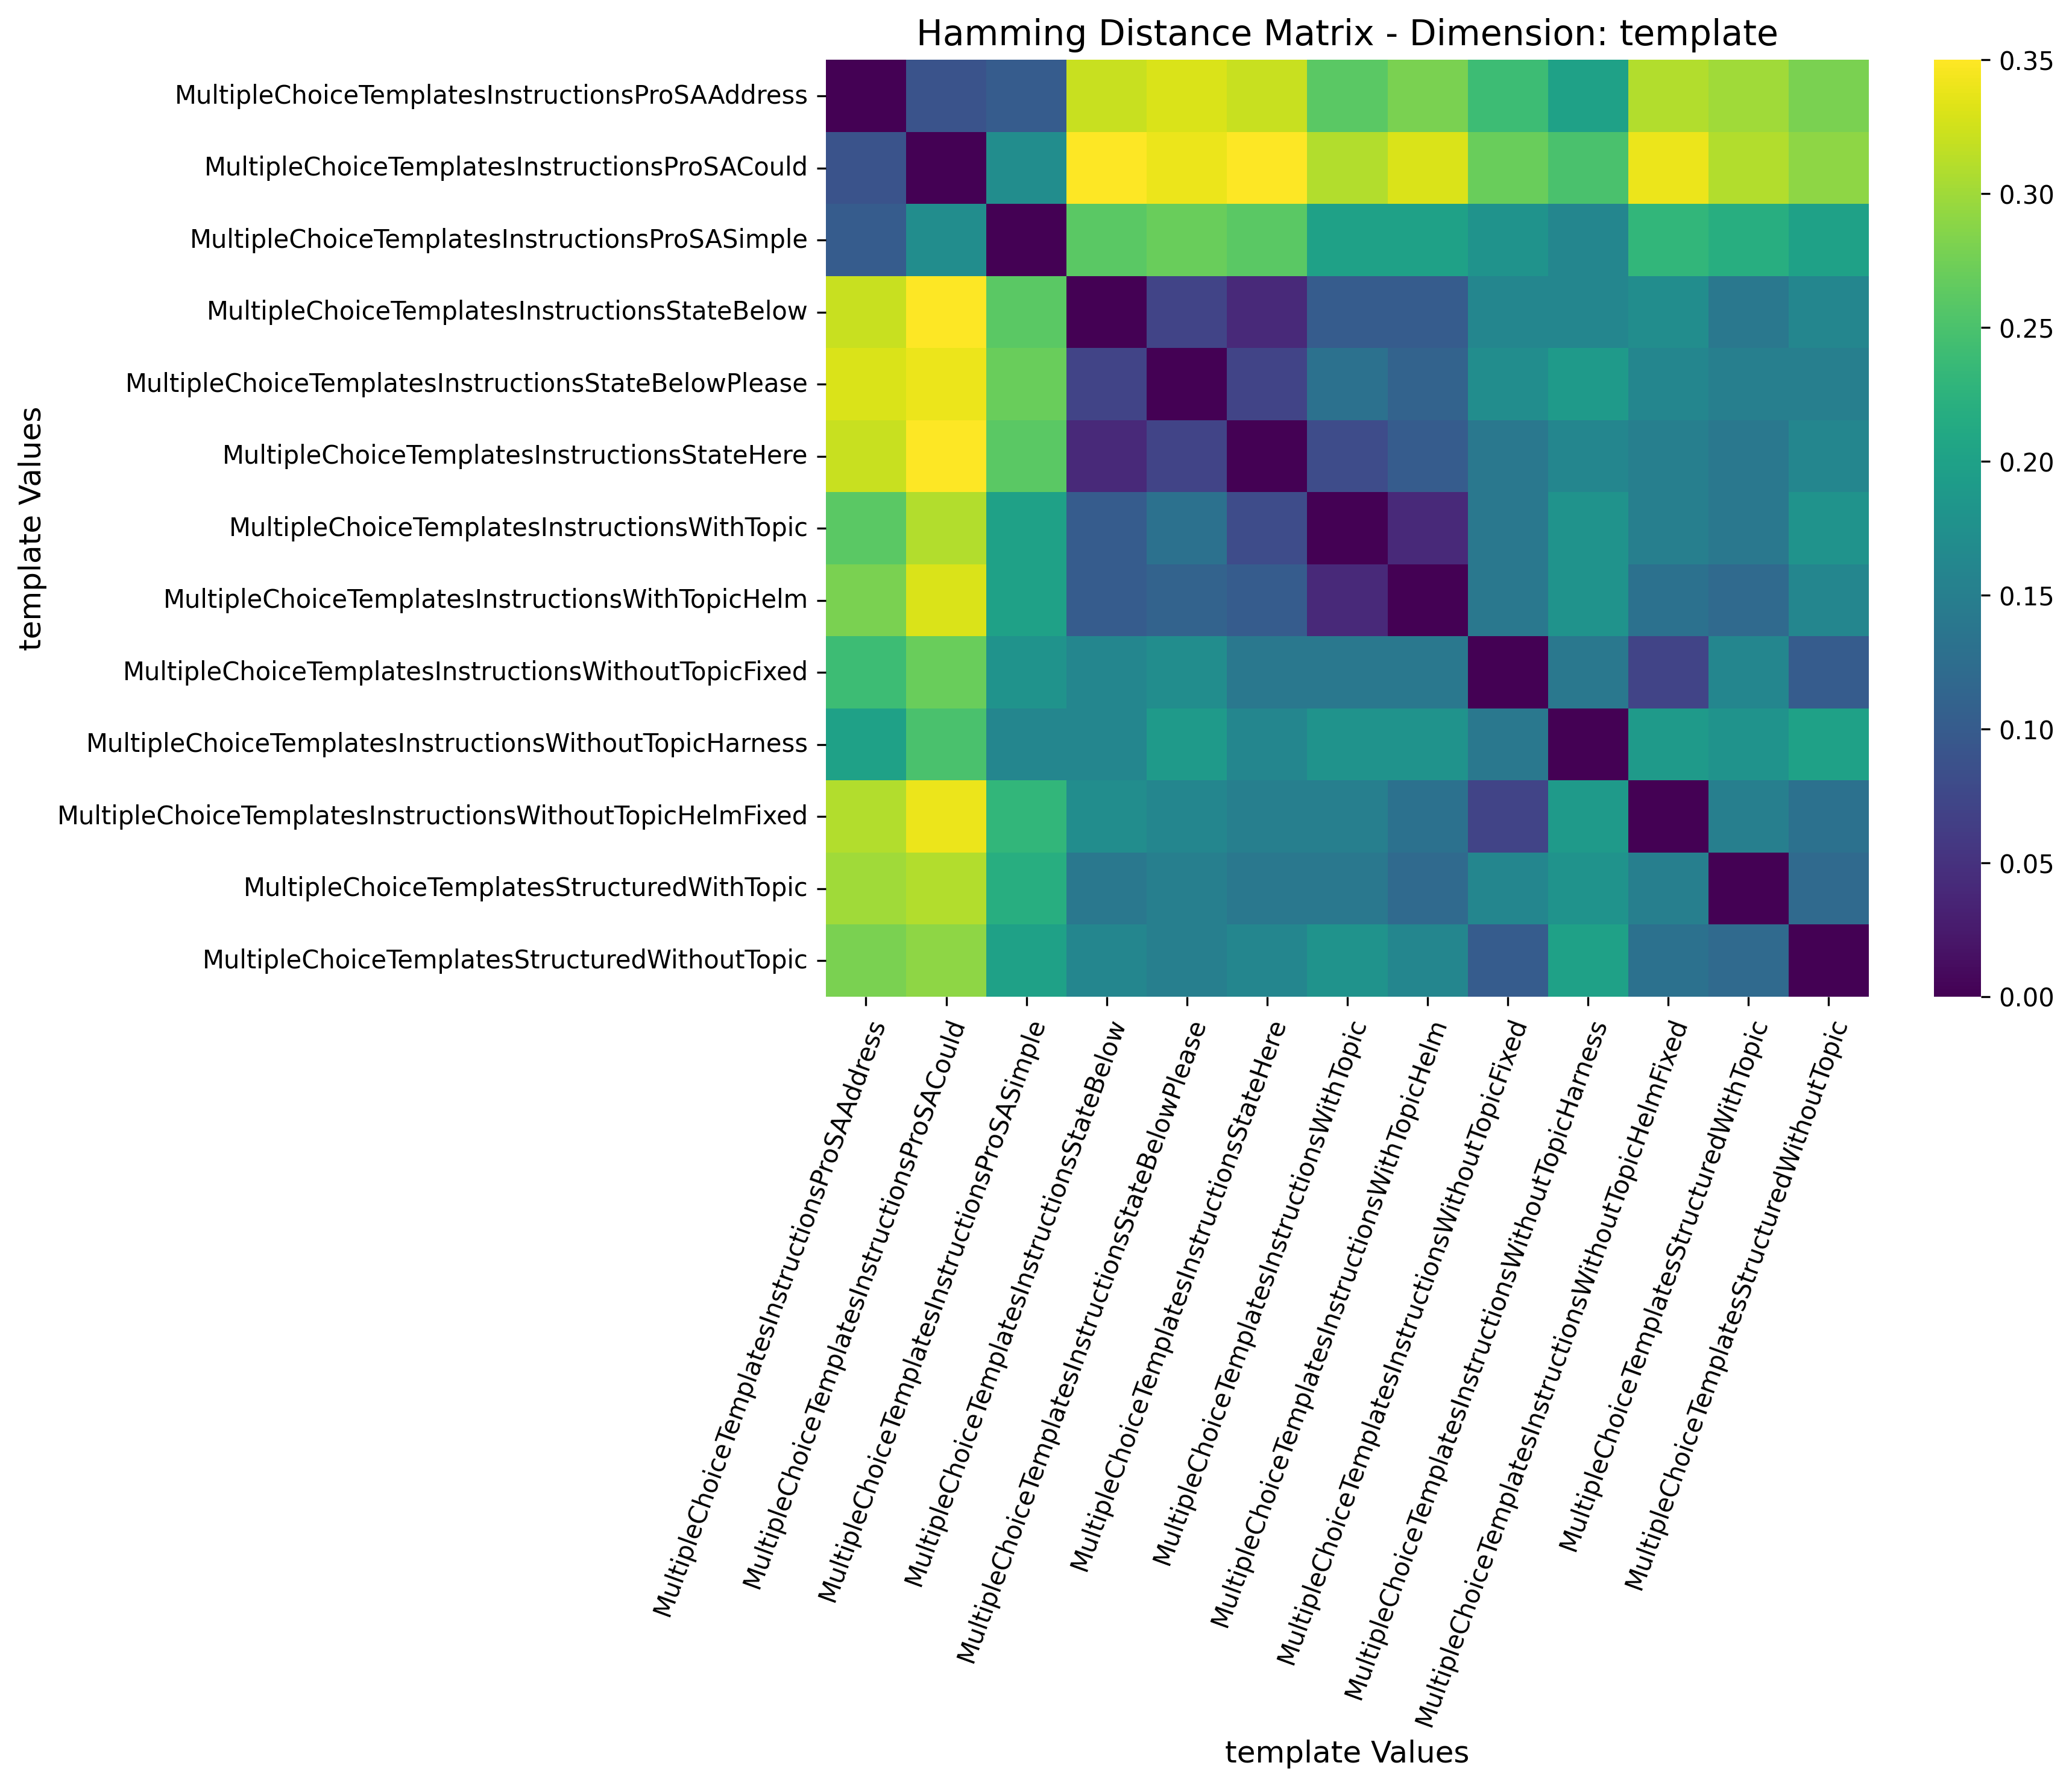 Hamming Distance Matrix - Dimension: template
template Values
MultipleChoiceTemplatesInstructionsProSAAddress
MultipleChoiceTemplatesInstructionsProSACould
MultipleChoiceTemplatesInstructionsProSASimple
MultipleChoiceTemplatesInstructionsStateBelow
MultipleChoiceTemplatesInstructionsStateBelowPlease
MultipleChoiceTemplatesInstructionsStateHere
MultipleChoiceTemplatesInstructionsWithTopic
MultipleChoiceTemplatesInstructionsWithTopicHelm
MultipleChoiceTemplatesInstructionsWithoutTopicFixed
MultipleChoiceTemplatesInstructionsWithoutTopicHarness
MultipleChoiceTemplatesInstructionsWithoutTopicHelmFixed
MultipleChoiceTemplatesStructuredWithTopic
MultipleChoiceTemplatesStructuredWithoutTopic
0.35
0.30
0.25
0.20
0.15
0.10
0.05
0.00
MultipleChoiceTemplatesInstructionsProSAAddress
MultipleChoiceTemplatesInstructionsProSACould
MultipleChoiceTemplatesInstructionsProSASimple
MultipleChoiceTemplatesInstructionsStateBelow
MultipleChoiceTemplatesInstructionsStateBelowPlease
MultipleChoiceTemplatesInstructionsStateHere
MultipleChoiceTemplatesInstructionsWithTopic
MultipleChoiceTemplatesInstructionsWithTopicHelm
MultipleChoiceTemplatesInstructionsWithoutTopicFixed
MultipleChoiceTemplatesInstructionsWithoutTopicHarness
MultipleChoiceTemplatesInstructionsWithoutTopicHelmFixed
MultipleChoiceTemplatesStructuredWithTopic
MultipleChoiceTemplatesStructuredWithoutTopic
template Values